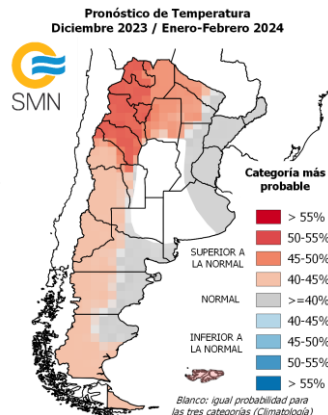 Pronóstico de Temperatura
Diciembre 2023 / Enero-Febrero 2024
SMN
Categoría más
probable
> 55%
50-55%
SUPERIOR A
LA NORMAL
45-50%
40-45%
NORMAL
>=40%
40-45%
INFERIOR A
LA NORMAL
45-50%
50-55%
> 55%
Blanco: igual probabilidad para
las tres categorías (Climatología)